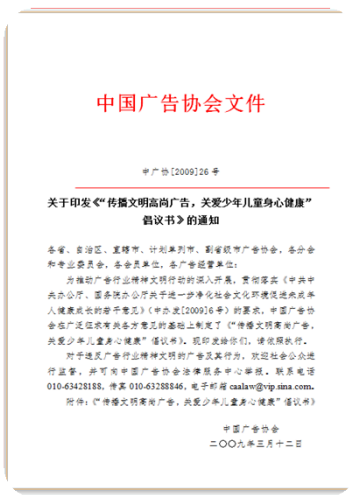 中国广告协会文件
中广协[2009]26号
关于印发《“传播文明高尚广告，关爱少年儿童身心健康”
倡议书》的通知
各省、自治区、直辖市、计划单列市、副省级市广告协会，各分会
和专业委员会，各会员单位，各广告经营单位：
为推动广告行业精神文明行动的深入开展，贯彻落实《中共中
央办公厅、国务院办公厅关于进一步净化社会文化环境促进未成年
人健康成长的若干意见》（中办发[2009]6号）的要求，中国广告协
会在广泛征求有关各方意见的基础上制定了《“传播文明高尚广告，
关爱少年儿童身心健康”倡议书》。现印发给你们，请依照执行。
对于违反广告行业精神文明的广告及其行为，欢迎社会公众进
行监督，并可向中国广告协会法律服务中心举报。联系电话
010-63428188，传真 010-63288846，电子邮箱 caalaw@vip.sina.com。
附件：《“传播文明高尚广告，关爱少年儿童身心健康”倡议书》
中国广告协会
二〇〇九年三月十二日